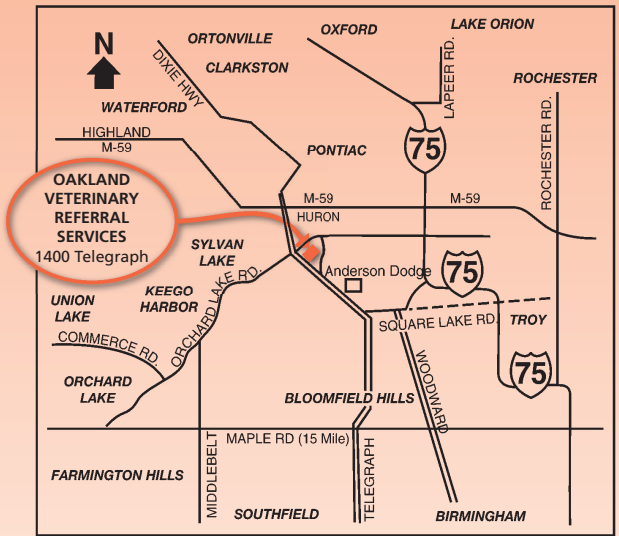 LAKE ORION
OXFORD
ORTONVILLE
N
CLARKSTON
DIXIE HWY
LAPEER RD.
ROCHESTER
WATERFORD
ROCHESTER RD.
HIGHLAND
M-59
PONTIAC
75
OAKLAND
VETERINARY
REFERRAL
SERVICES
1400 Telegraph
M-59
M-59
HURON
SYLVAN
LAKE
Anderson Dodge
75
ORCHARD LAKE RD.
KEEGO
HARBOR
UNION
LAKE
SQUARE LAKE RD.
TROY
COMMERCE RD.
WOODWARD
75
ORCHARD
LAKE
BLOOMFIELD HILLS
MAPLE RD (15 Mile)
MIDDLEBELT
TELEGRAPH
FARMINGTON HILLS
SOUTHFIELD
BIRMINGHAM